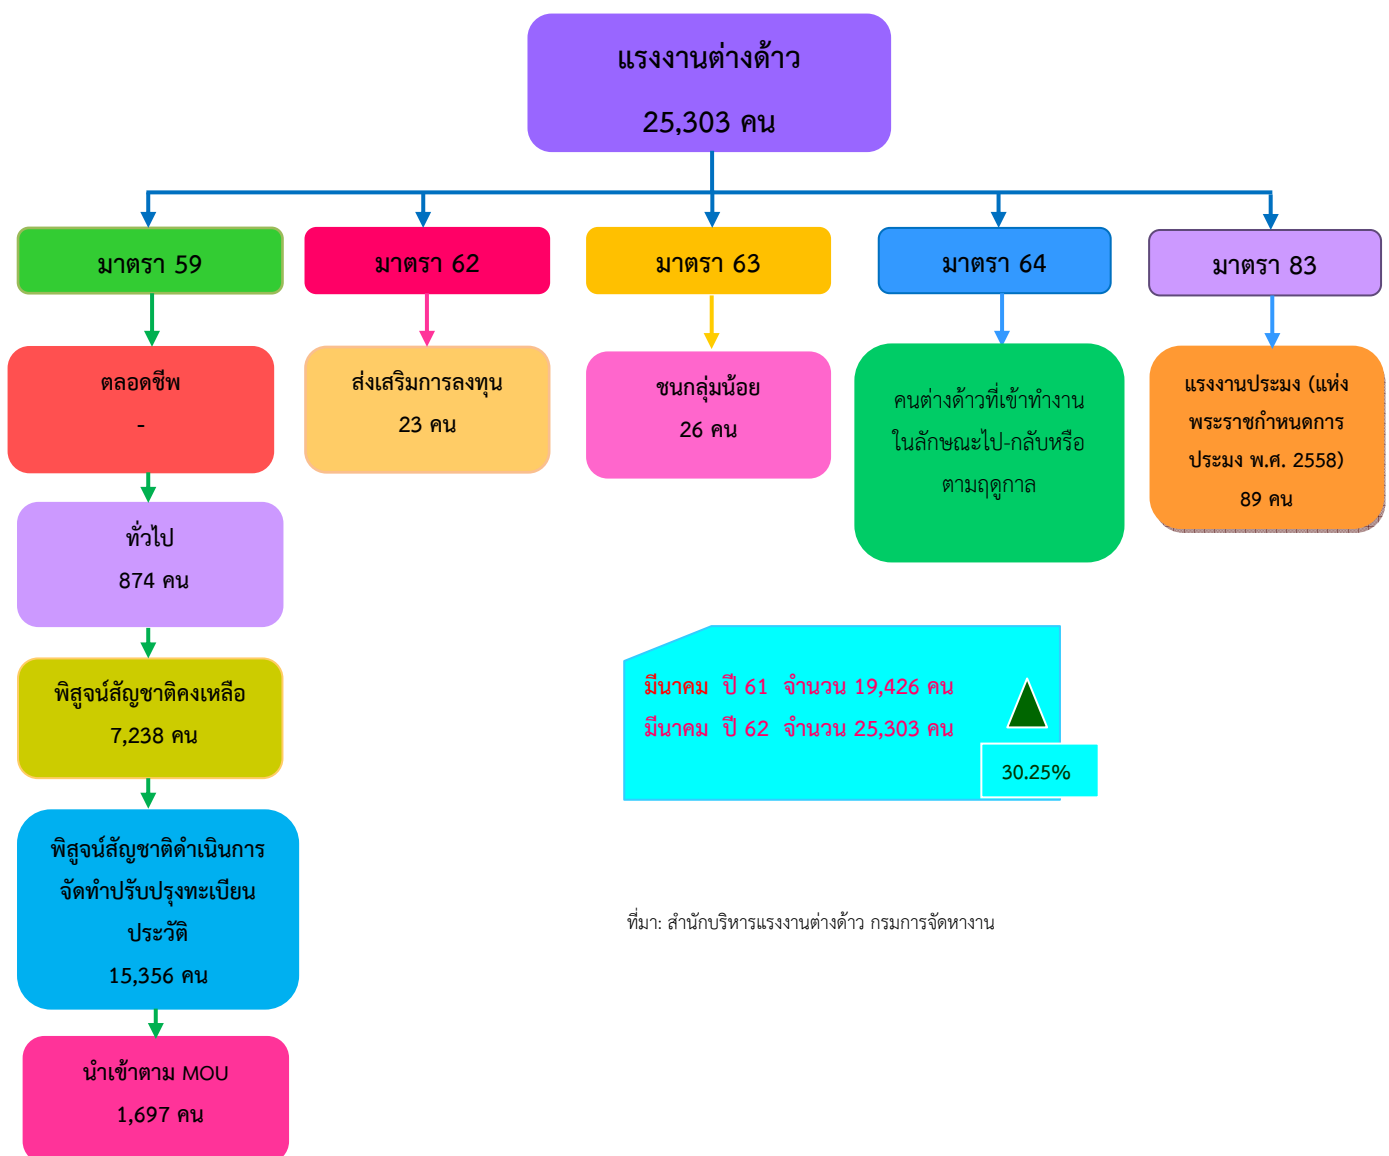 แรงงานต่างด้าว
25,303 คน
มาตรา 59
มาตรา 62
มาตรา 63
มาตรา 64
มาตรา 83
ตลอดชีพ
-
ส่งเสริมการลงทุน
23 คน
ชนกลุ่มน้อย
26 คน
คนต่างด้าวที่เข้าทำงาน
ในลักษณะไป-กลับหรือ
ตามฤดูกาล
แรงงานประมง (แห่ง
พระราชกำหนดการ
ประมง พ.ศ. 2558)
89 คน
ทั่วไป
874 คน
พิสูจน์สัญชาติคงเหลือ
7,238 คน
พิสูจน์สัญชาติดำเนินการ
จัดทำปรับปรุงทะเบียน
ประวัติ
15,356 คน
นำเข้าตาม MOU
1,697 คน
มีนาคม ปี 61 จำนวน 19,426 คน
มีนาคม ปี 62 จำนวน 25,303 คน
30.25%
ที่มา: สำนักบริหารแรงงานต่างด้าว กรมการจัดหางาน